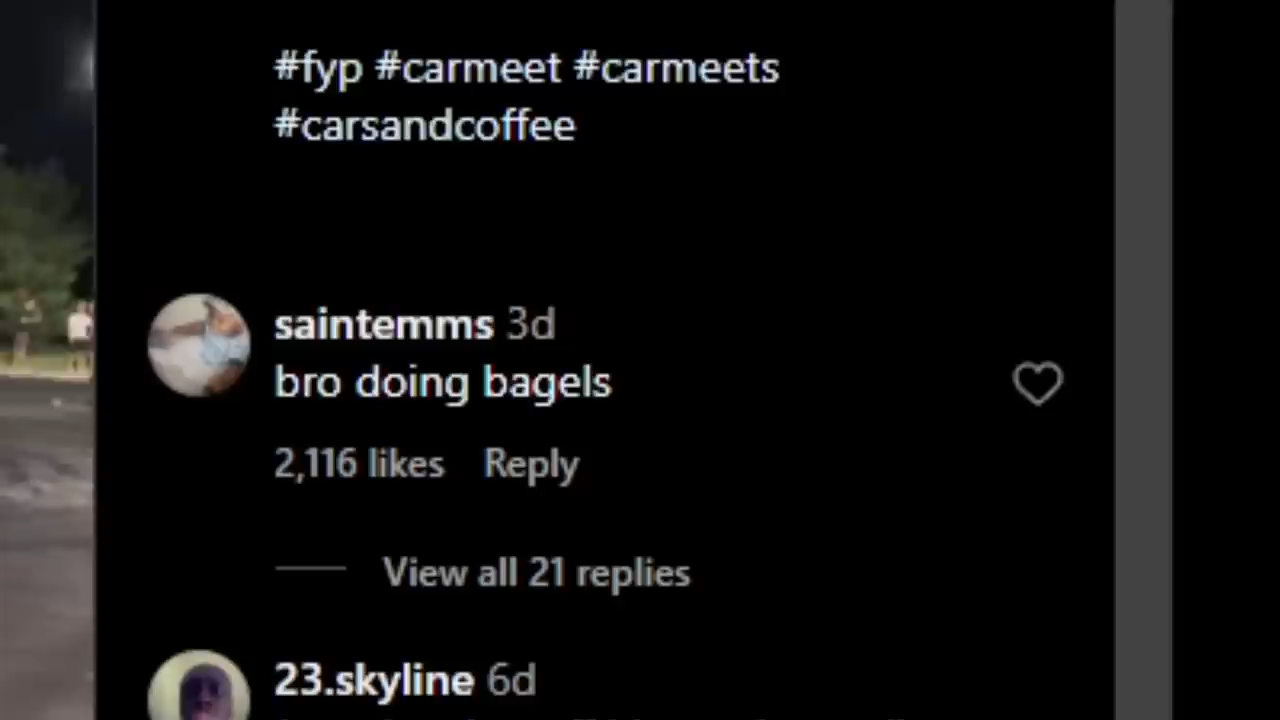 #fyp #carmeet #carmeets
#carsandcoffee
saintemms 3d
bro doing bagels
2,116 likes Reply
View all 21 replies
23.skyline 6d